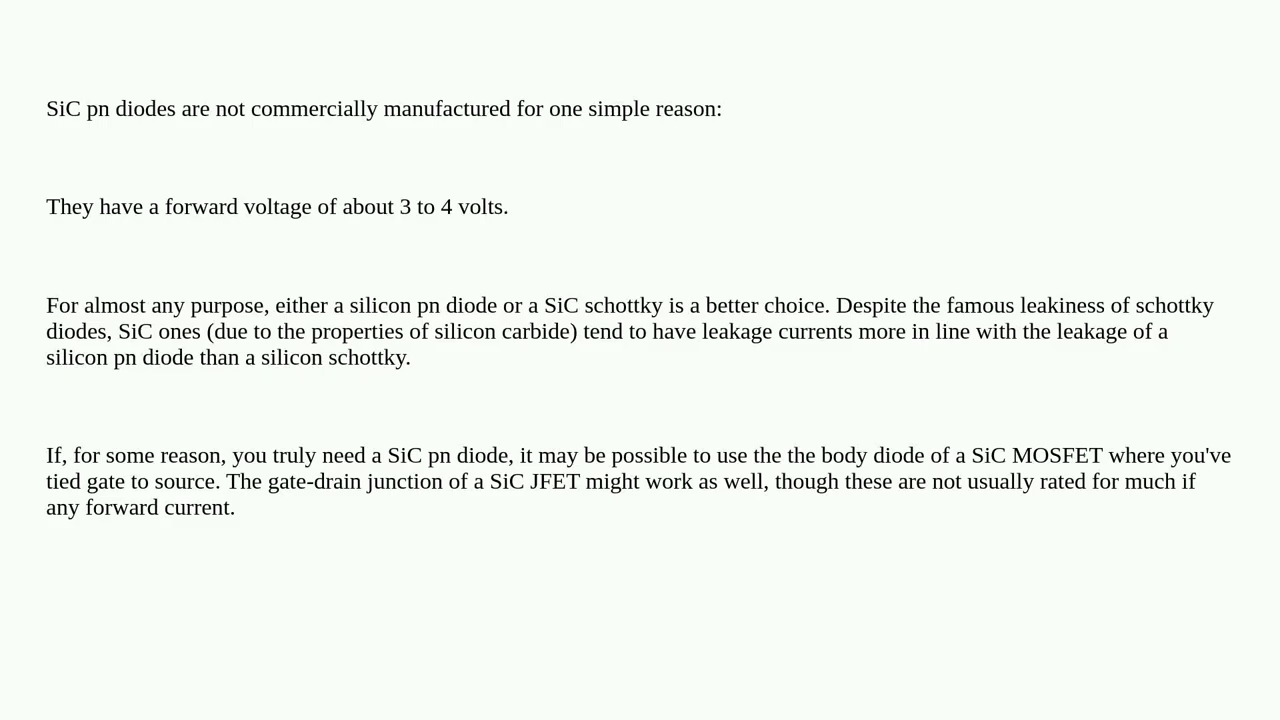 SiC pn diodes are not commercially manufactured for one simple reason:
They have a forward voltage of about 3 to 4 volts.
For almost any purpose, either a silicon pn diode or a SiC schottky is a better choice. Despite the famous leakiness of schottky
diodes, SiC ones (due to the properties of silicon carbide) tend to have leakage currents more in line with the leakage of a
silicon pn diode than a silicon schottky.
If, for some reason, you truly need a SiC pn diode, it may be possible to use the the body diode of a SiC MOSFET where you've
tied gate to source. The gate-drain junction of a SiC JFET might work as well, though these are not usually rated for much if
any forward current.